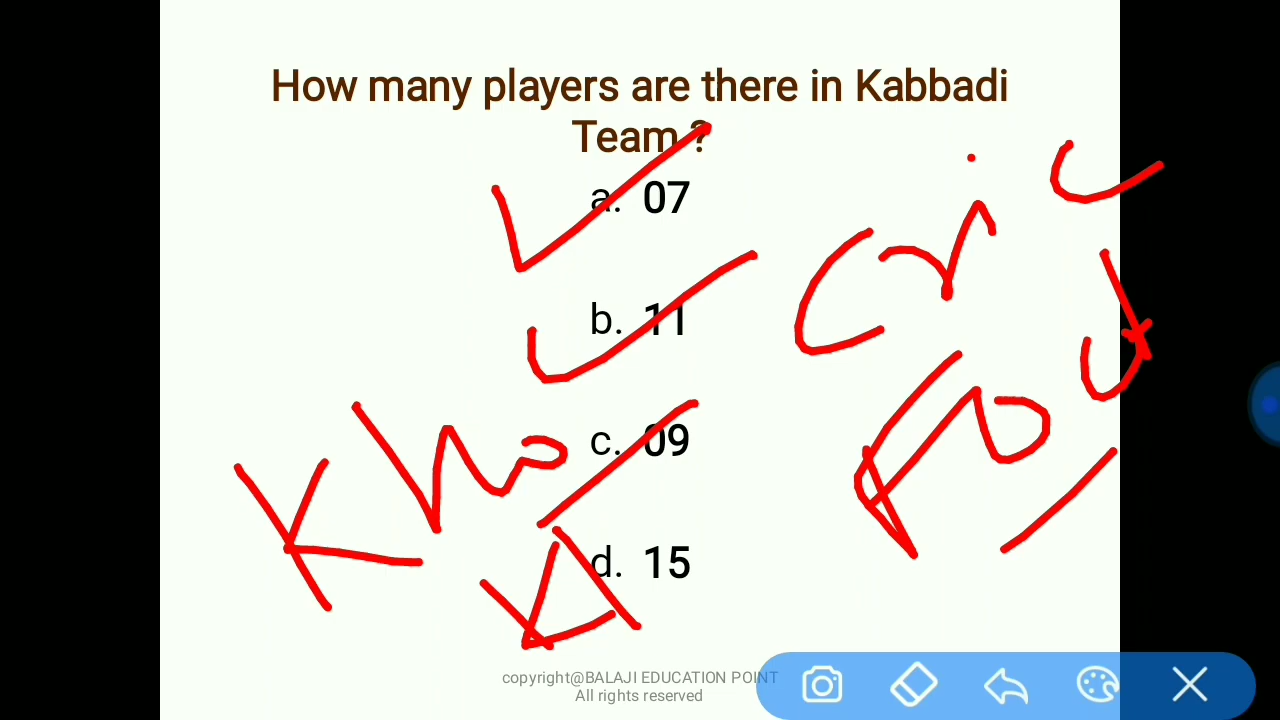 How many players are there in Kabbadi
Team ?
a. 07
b. 11
c. 09
d. 15
Kho
copyright@BALAJI EDUCATION POINT
All rights reserved